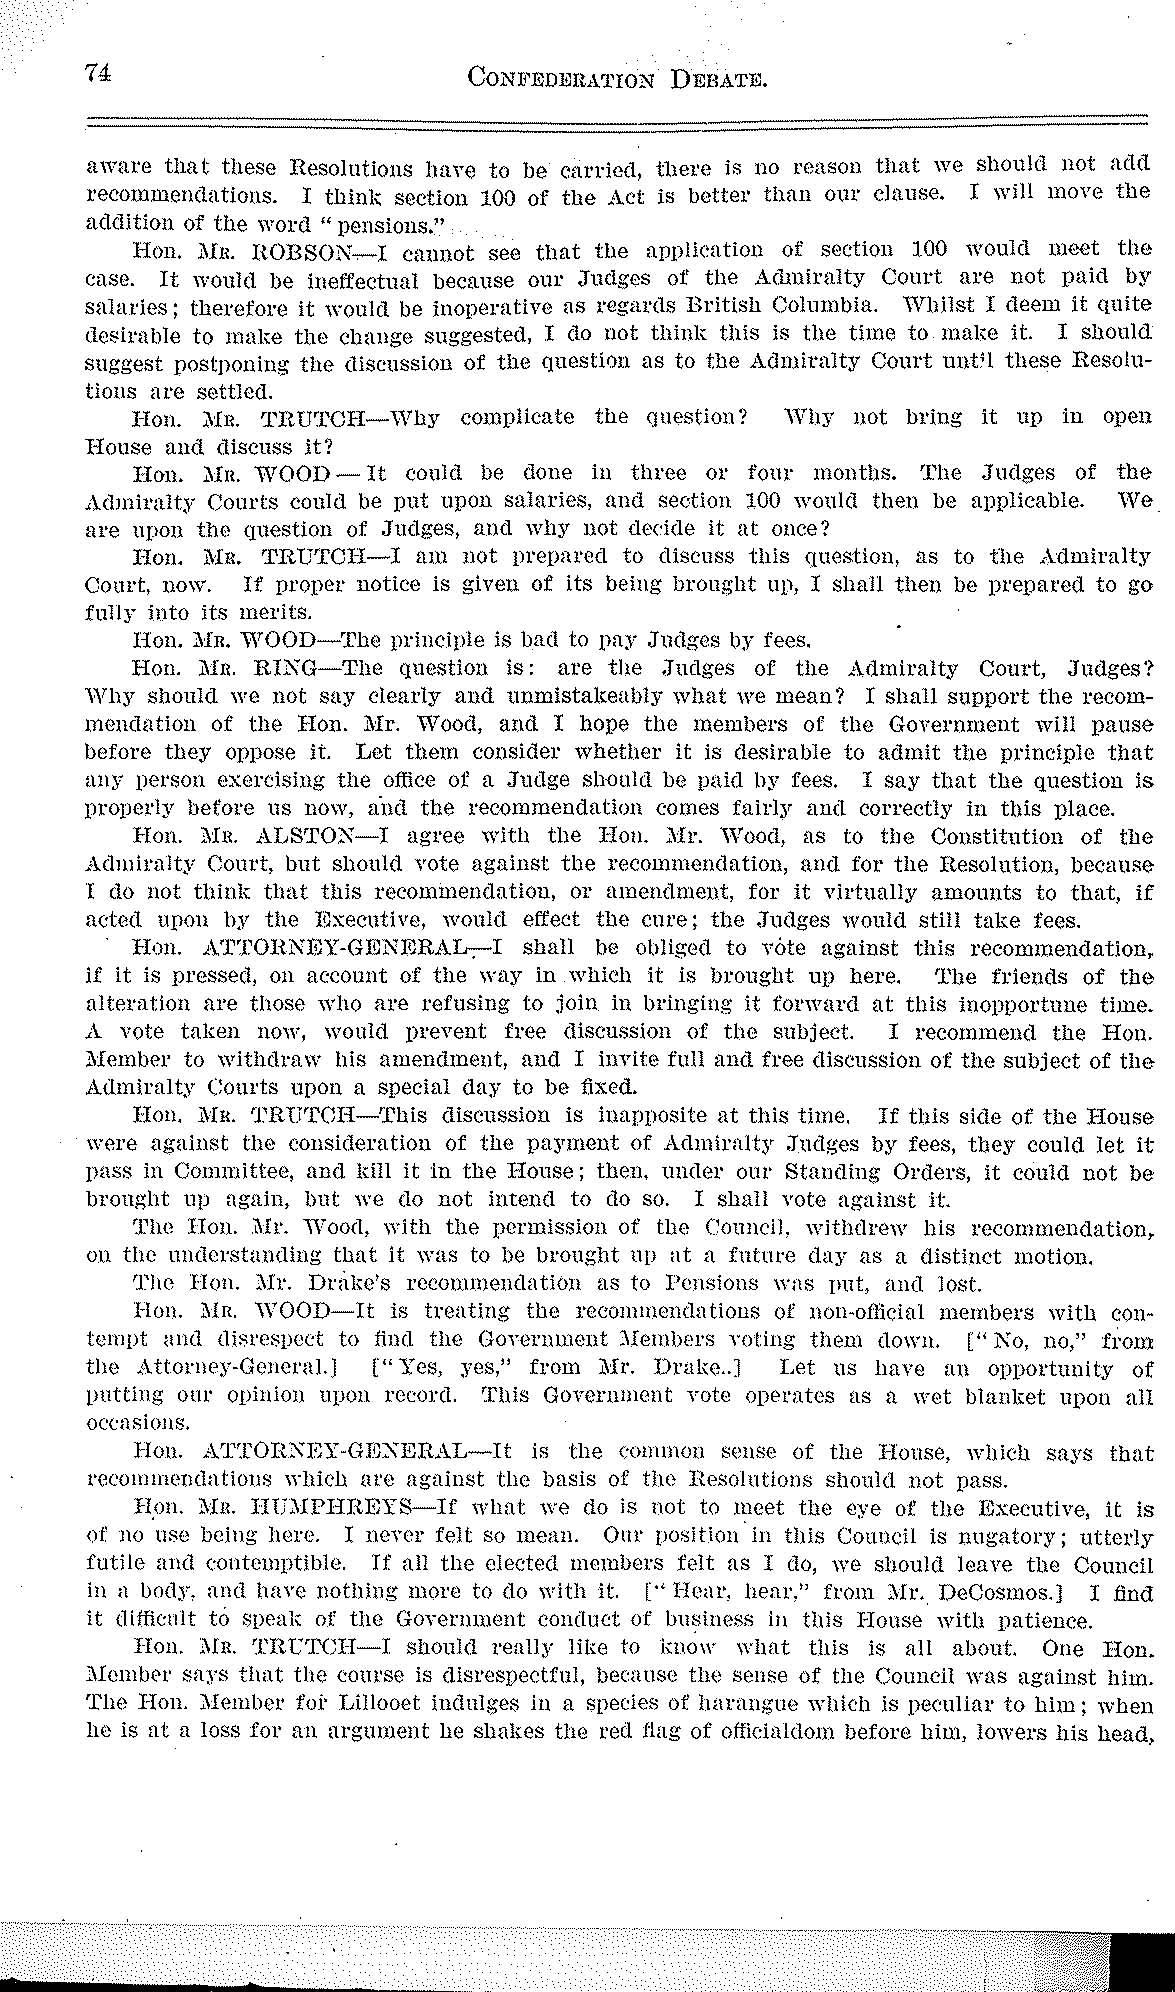 74
CONFEDERATION DEBATE.
aware that these Resolutions have to be carried, there is no reason that we should not add
recommendations. I think section 100 of the Act is better than our clause. I will move the
addition of the word " pensions."
Hon. MR. ROBSON—I cannot see that the application of section 100 would meet the
case. It would be ineffectual because our Judges of the Admiralty Court are not paid by
salaries; therefore it would be inoperative as regards British Columbia. Whilst I deem it quite
desirable to make the change suggested, I do not think this is the time to make it. I should
suggest postponing the discussion of the question as to the Admiralty Court until these Resolu-
tions are settled.
Hon. MR. TRUTCH—Why complicate the question? Why not bring it up in open
House and discuss it?
Hon. MR. WOOD—It could be done in three or four months. The Judges of the
Admiralty Courts could be put upon salaries, and section 100 would then be applicable. We
are upon the question of Judges, and why not decide it at once?
Hon. MR. TRUTCH—I am not prepared to discuss this question, as to the Admiralty
Court, now. If proper notice is given of its being brought up, I shall then be prepared to go
fully into its merits.
Hon. MR. WOOD—The principle is bad to pay Judges by fees.
Hon. MR. RING—The question is: are the Judges of the Admiralty Court, Judges?
Why should we not say clearly and unmistakeably what we mean? I shall support the recom-
mendation of the Hon. Mr. Wood, and I hope the members of the Government will pause
before they oppose it. Let them consider whether it is desirable to admit the principle that
any person exercising the office of a Judge should be paid by fees. I say that the question is
properly before us now, and the recommendation comes fairly and correctly in this place.
Hon. MR. ALSTON—I agree with the Hon. Mr. Wood, as to the Constitution of the
Admiralty Court, but should vote against the recommendation, and for the Resolution, because
I do not think that this recommendation, or amendment, for it virtually amounts to that, if
acted upon by the Executive, would effect the cure; the Judges would still take fees.
Hon. ATTORNEY-GENERAL—I shall be obliged to vote against this recommendation,
if it is pressed, on account of the way in which it is brought up here. The friends of the
alteration are those who are refusing to join in bringing it forward at this inopportune time.
A vote taken now, would prevent free discussion of the subject. I recommend the Hon.
Member to withdraw his amendment, and I invite full and free discussion of the subject of the
Admiralty Courts upon a special day to be fixed.
Hon. MR. TRUTCH—This discussion is inapposite at this time. If this side of the House
were against the consideration of the payment of Admiralty Judges by fees, they could let it
pass in Committee, and kill it in the House; then, under our Standing Orders, it could not be
brought up again, but we do not intend to do so. I shall vote against it.
The Hon. Mr. Wood, with the permission of the Council, withdrew his recommendation,
on the understanding that it was to be brought up at a future day as a distinct motion.
The Hon. Mr. Drake's recommendation as to Pensions was put, and lost.
Hon. MR. WOOD—It is treating the recommendations of non-official members with con-
tempt and disrespect to find the Government Members voting them down. ["No, no," from
the Attorney-General.] ["Yes, yes," from Mr. Drake..] Let us have an opportunity of
putting our opinion upon record. This Government vote operates as a wet blanket upon all
occasions.
Hon. ATTORNEY-GENERAL—It is the common sense of the House, which says that
recommendations which are against the basis of the Resolutions should not pass.
Hon. MR. HUMPHREYS—If what we do is not to meet the eye of the Executive, it is
of no use being here. I never felt so mean. Our position in this Council is nugatory; utterly
futile and contemptible. If all the elected members felt as I do, we should leave the Council
in a body, and have nothing more to do with it. ["Hear, hear," from Mr. DeCosmos.] I find
it difficult to speak of the Government conduct of business in this House with patience.
Hon. MR. TRUTCH—I should really like to know what this is all about. One Hon.
Member says that the course is disrespectful, because the sense of the Council was against him.
The Hon. Member for Lillooet indulges in a species of harangue which is peculiar to him; when
he is at a loss for an argument he shakes the red flag of officialdom before him, lowers his head,